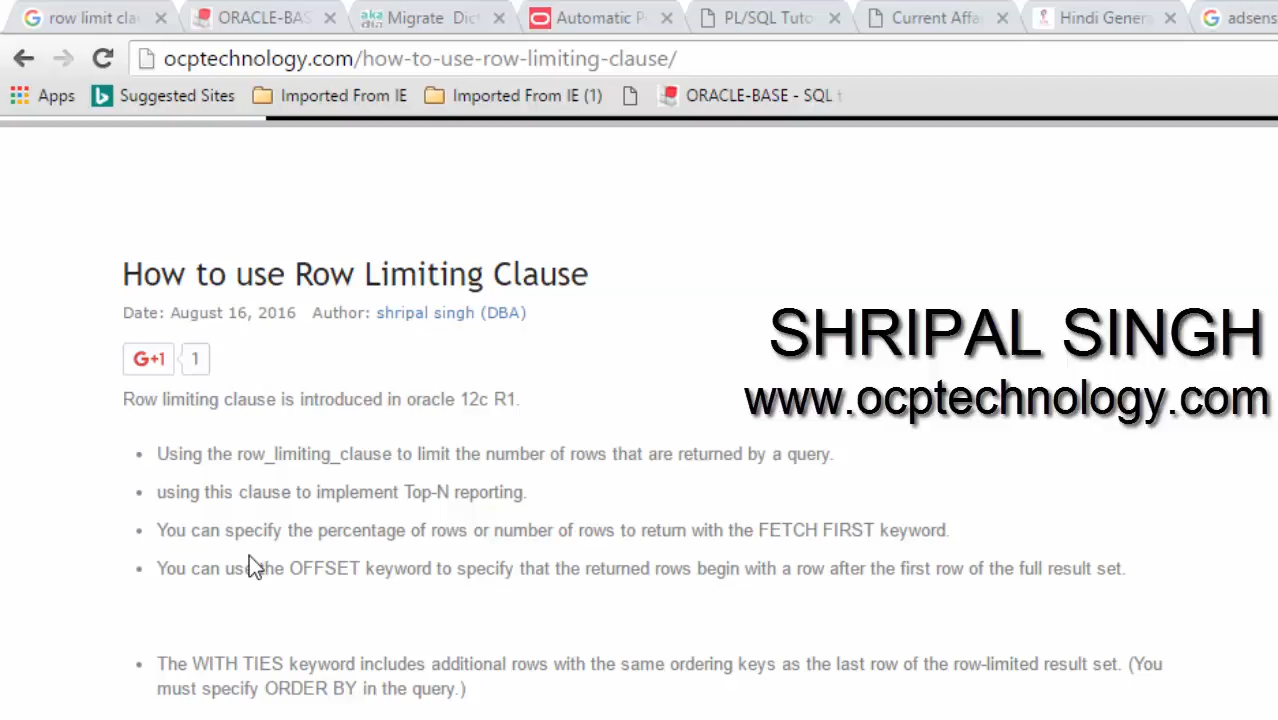 row limit cla
ORACLE-BAS
Migrate Dict
Automatic P
PL/SQL Tuto
Current Affa
Hindi Genera
adsens
ocptechnology.com/how-to-use-row-limiting-clause/
Apps
Suggested Sites
Imported From IE
Imported From IE (1)
ORACLE-BASE - SQL
How to use Row Limiting Clause
Date: August 16, 2016 Author: shripal singh (DBA)
G+1 1
SHRIPAL SINGH
www.ocptechnology.com
Row limiting clause is introduced in oracle 12c R1.
• Using the row_limiting_clause to limit the number of rows that are returned by a query.
• using this clause to implement Top-N reporting.
• You can specify the percentage of rows or number of rows to return with the FETCH FIRST keyword.
• You can use the OFFSET keyword to specify that the returned rows begin with a row after the first row of the full result set.
• The WITH TIES keyword includes additional rows with the same ordering keys as the last row of the row-limited result set. (You
must specify ORDER BY in the query.)